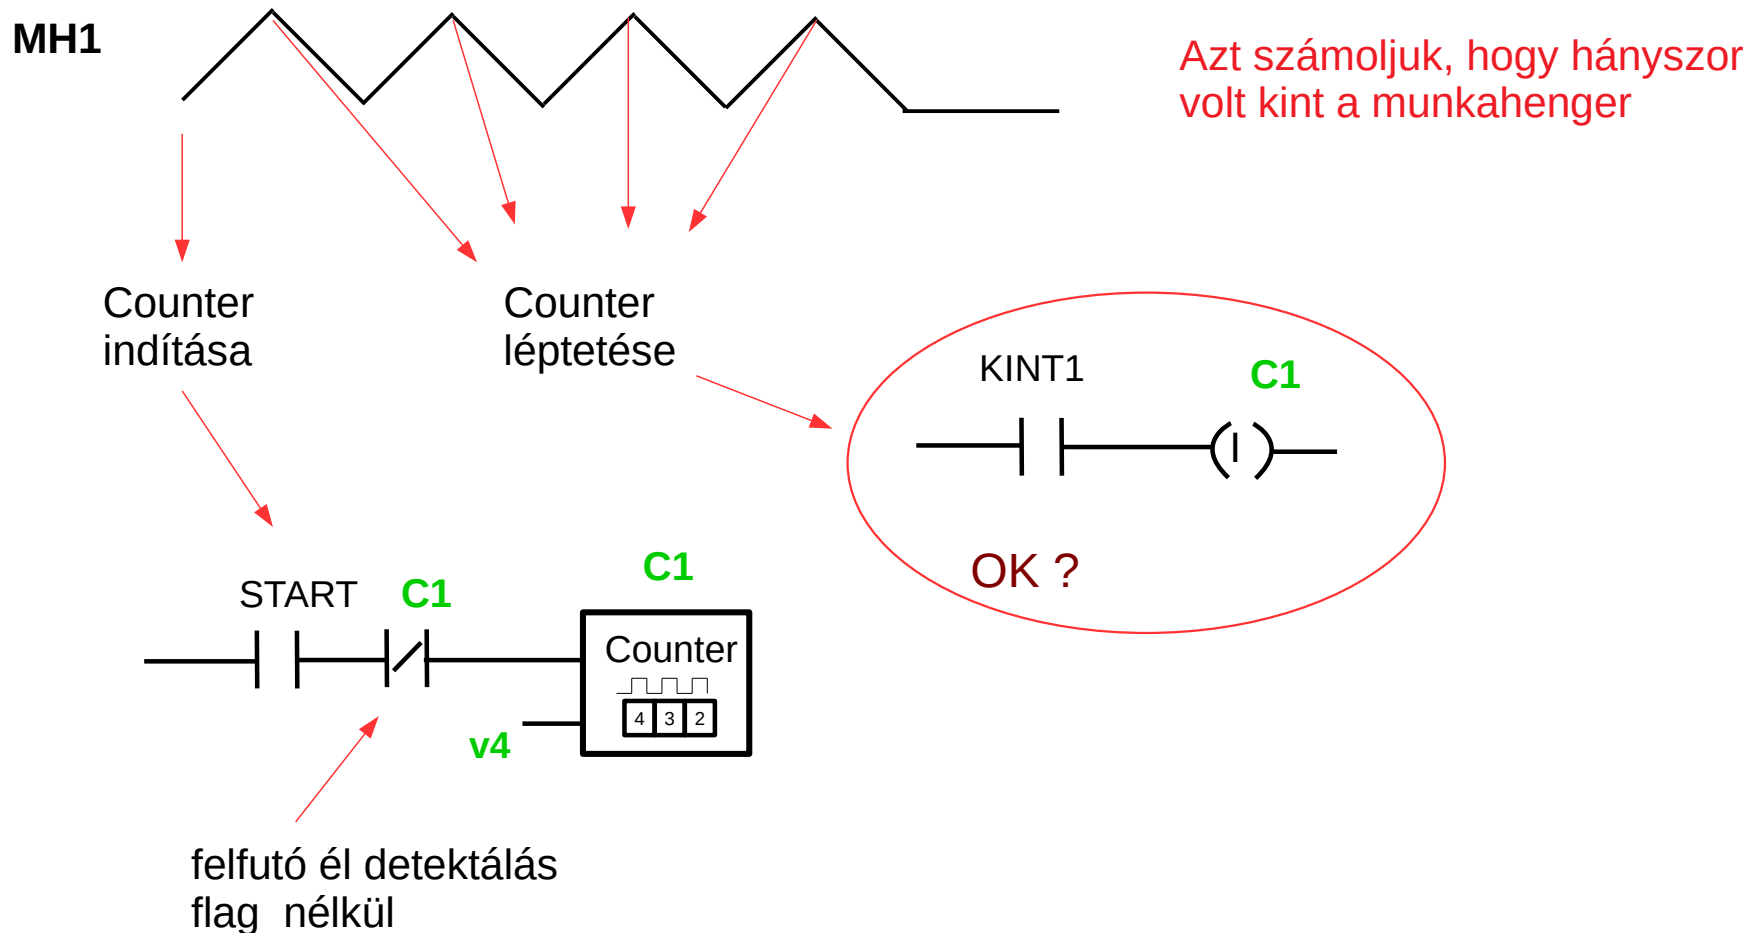 MH1
Azt számoljuk, hogy hányszor
volt kint a munkahenger
Counter
indítása
Counter
léptetése
KINT1
C1
I
OK ?
START
C1
C1
Counter
4 3 2
v4
felfutó él detektálás
flag  nélkül